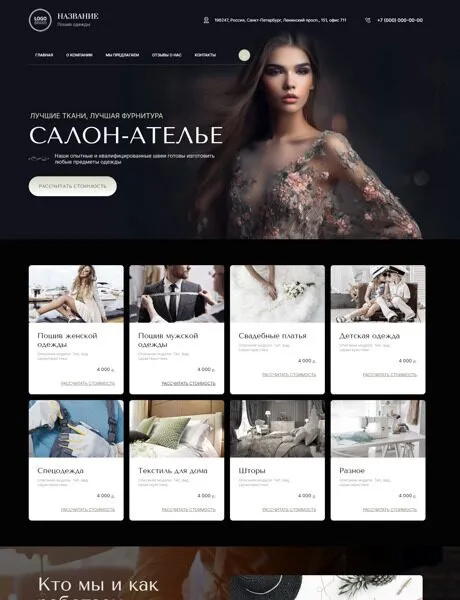 LOGO
НАЗВАНИЕ
Пошив одежды
196247, Россия, Санкт-Петербург, Ленинский просп., 153, офис 711
+7 (000) 000-00-00
ГЛАВНАЯ О КОМПАНИИ МЫ ПРЕДЛАГАЕМ ОТЗЫВЫ О НАС КОНТАКТЫ
ЛУЧШИЕ ТКАНИ, ЛУЧШАЯ ФУРНИТУРА
САЛОН-АТЕЛЬЕ
Наши опытные и квалифицированные швеи готовы изготовить
любые предметы одежды
РАССЧИТАТЬ СТОИМОСТЬ
Пошив женской
одежды
Описание модели. Тип, вид,
характеристики.
4 000 р.
РАССЧИТАТЬ СТОИМОСТЬ
Пошив мужской
одежды
Описание модели. Тип, вид,
характеристики.
4 000 р.
РАССЧИТАТЬ СТОИМОСТЬ
Свадебные платья
Описание модели. Тип, вид,
характеристики.
4 000 р.
РАССЧИТАТЬ СТОИМОСТЬ
Детская одежда
Описание модели. Тип, вид,
характеристики.
4 000 р.
РАССЧИТАТЬ СТОИМОСТЬ
Спецодежда
Описание модели. Тип, вид,
характеристики.
4 000 р.
РАССЧИТАТЬ СТОИМОСТЬ
Текстиль для дома
Описание модели. Тип, вид,
характеристики.
4 000 р.
РАССЧИТАТЬ СТОИМОСТЬ
Шторы
Описание модели. Тип, вид,
характеристики.
4 000 р.
РАССЧИТАТЬ СТОИМОСТЬ
Разное
Описание модели. Тип, вид,
характеристики.
4 000 р.
РАССЧИТАТЬ СТОИМОСТЬ
Кто мы и как
работаем